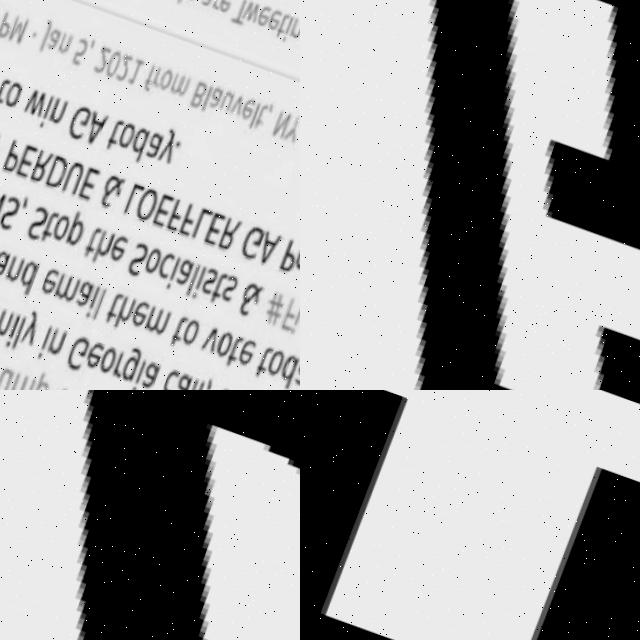 mily in Georgia call
and email them to vote tod
S, Stop the Socialists & #F
PERDUE & LOEFFLER GA
to win GA today.
PM · Jan 5, 2021 from Blauvelt, NY